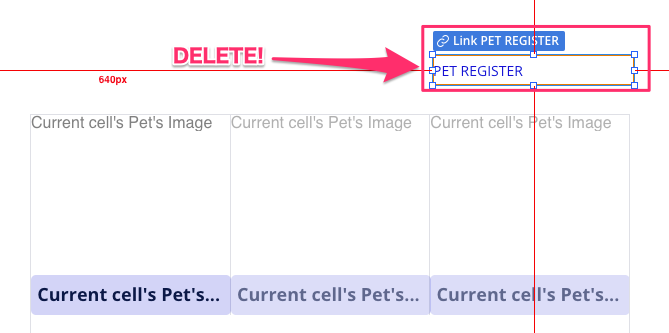 Link PET REGISTER
DELETE!
PET REGISTER
640px
Current cell's Pet's Image Current cell's Pet's Image Current cell's Pet's Image
Current cell's Pet's... Current cell's Pet's... Current cell's Pet's...